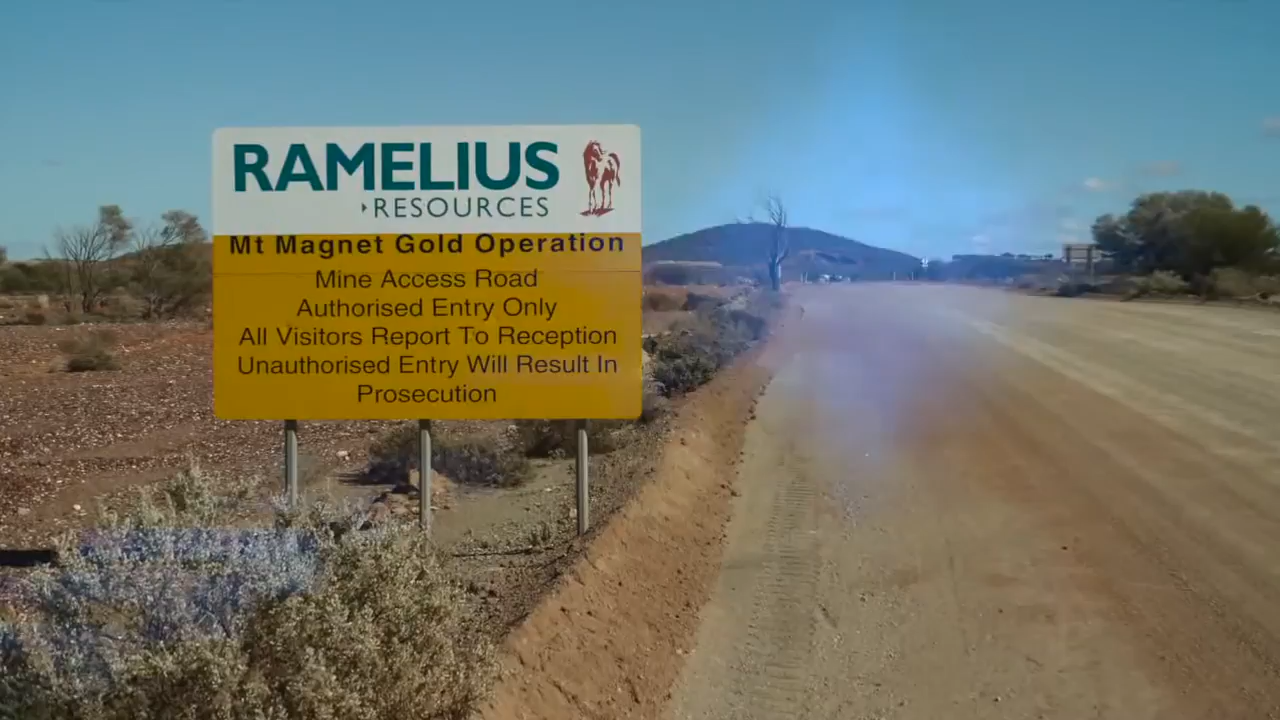 RAMELIUS
RESOURCES
Mt Magnet Gold Operation
Mine Access Road
Authorised Entry Only
All Visitors Report To Reception
Unauthorised Entry Will Result In
Prosecution